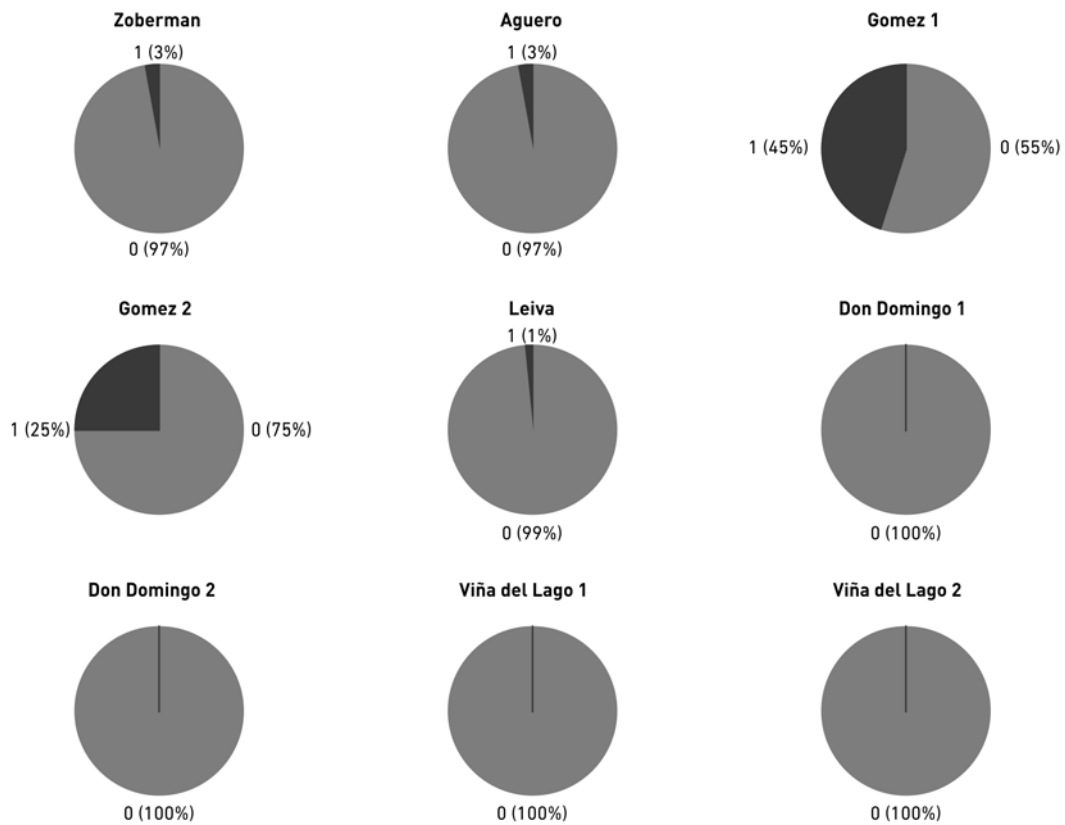 Zoberman
1 (3%)
0 (97%)
Aguero
1 (3%)
0 (97%)
Gomez 1
1 (45%)
0 (55%)
Gomez 2
1 (25%)
0 (75%)
Leiva
1 (1%)
0 (99%)
Don Domingo 1
0 (100%)
Don Domingo 2
0 (100%)
Viña del Lago 1
0 (100%)
Viña del Lago 2
0 (100%)